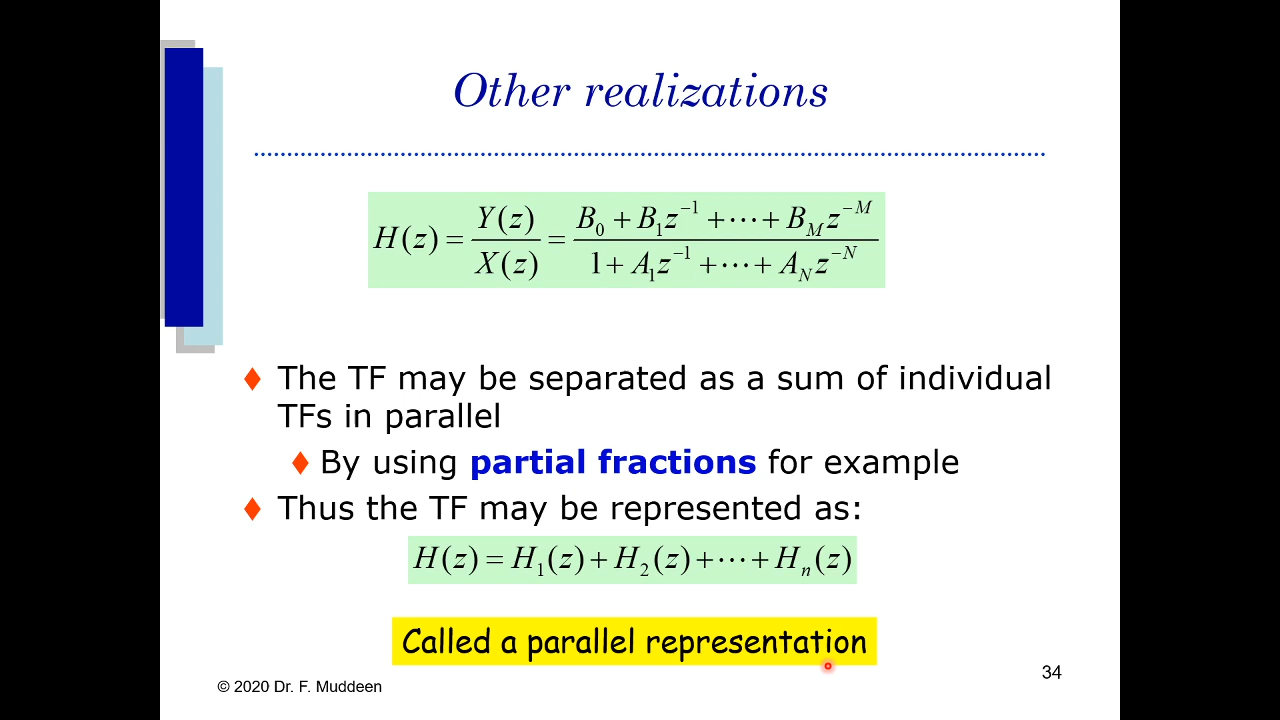 Other realizations
H(z) = Y(z)/X(z) = (B₀ + B₁z⁻¹ + ⋯ + B_M z^{−M})/(1 + A₁z⁻¹ + ⋯ + A_N z^{−N})
The TF may be separated as a sum of individual
TFs in parallel
By using partial fractions for example
Thus the TF may be represented as:
H(z) = H₁(z) + H₂(z) + ⋯ + Hₙ(z)
Called a parallel representation
34
© 2020 Dr. F. Muddeen